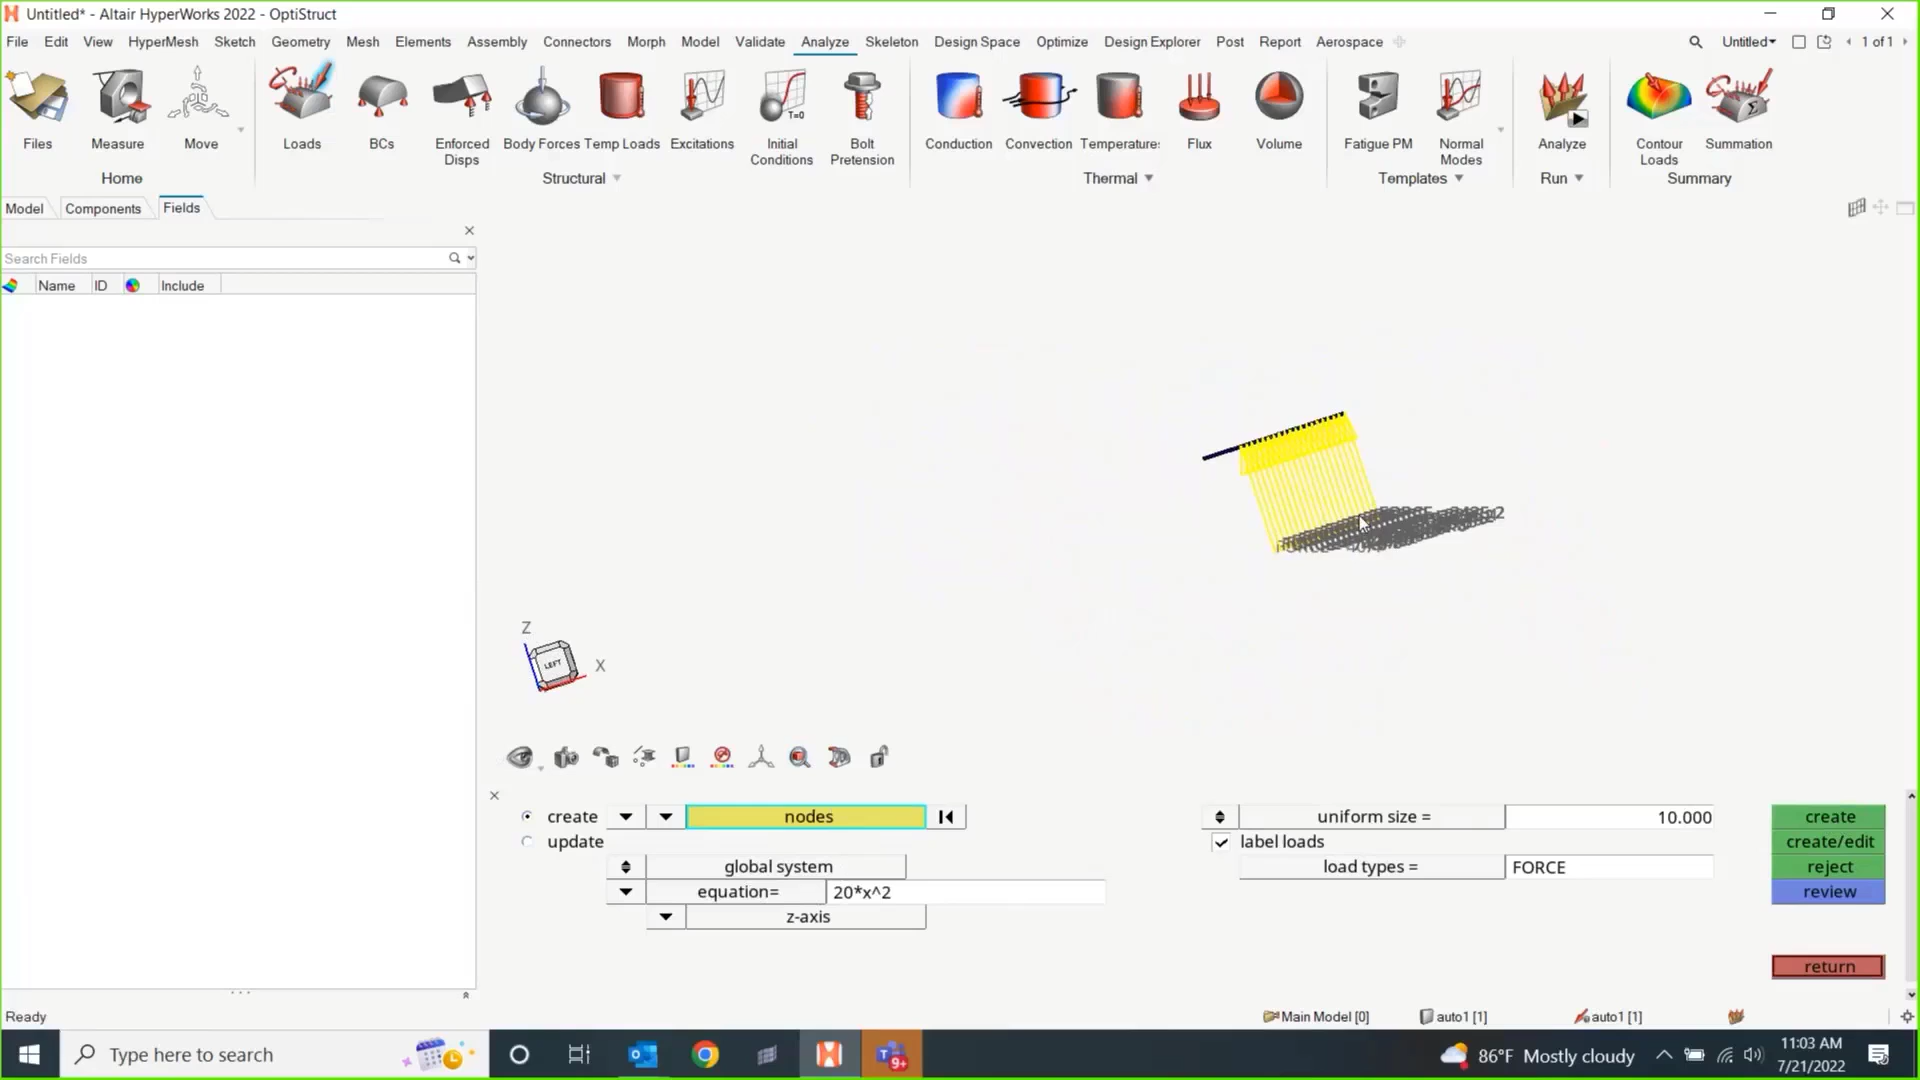 Untitled* - Altair HyperWorks 2022 - OptiStruct
File Edit View HyperMesh Sketch Geometry Mesh Elements Assembly Connectors Morph Model Validate Analyze Skeleton Design Space Optimize Design Explorer Post Report Aerospace Untitled 1 of 1
Files Measure Move Loads BCs Enforced Disps Body Forces Temp Loads Excitations Initial Conditions Bolt Pretension Conduction Convection Temperatures Flux Volume Fatigue PM Normal Modes Analyze Contour Loads Summation
T=0
Home Structural Thermal Templates Run Summary
Model Components Fields
Search Fields
Name ID Include
Z
LEFT
X
create nodes uniform size = 10.000 create
update label loads create/edit
global system load types = FORCE reject
equation= 20*x^2 review
z-axis
return
Ready Main Model [0] auto1 [1] auto1 [1]
Type here to search 9+ 86°F Mostly cloudy 11:03 AM
7/21/2022